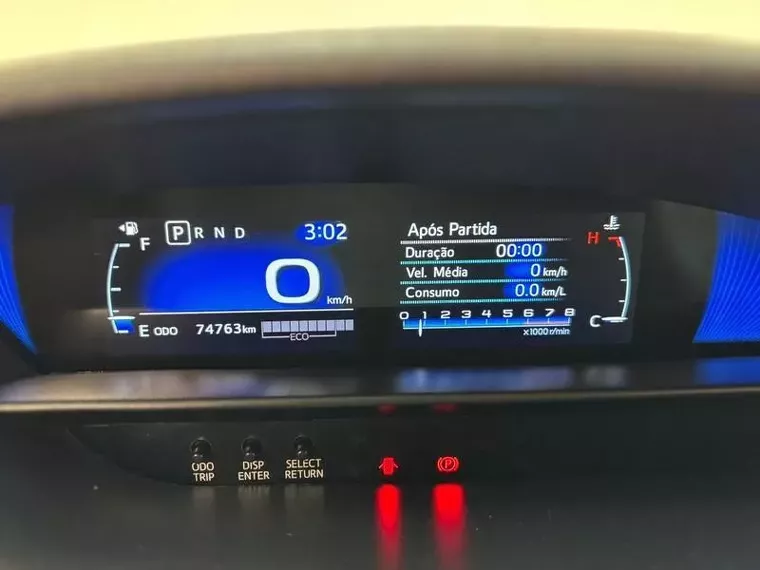 F
P R N D
3:02
0
km/h
E ODO 74763km
ECO
Após Partida
Duração 00:00
Vel. Média 0 km/h
Consumo 0.0 km/L
0 1 2 3 4 5 6 7 8
x1000r/min
H
C
ODO TRIP
DISP ENTER
SELECT RETURN
P